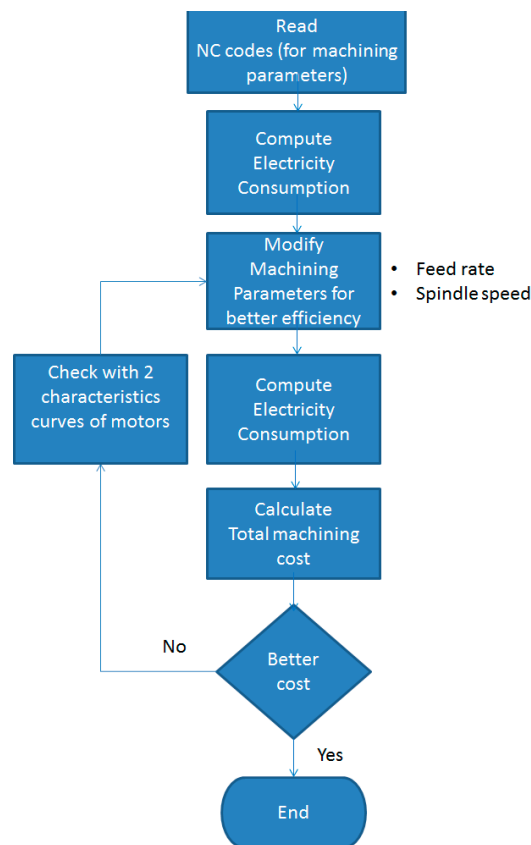 Read
NC codes (for machining
parameters)
Compute
Electricity
Consumption
Modify
Machining
Parameters for
better efficiency
• Feed rate
• Spindle speed
Check with 2
characteristics
curves of motors
Compute
Electricity
Consumption
Calculate
Total machining
cost
Better
cost
No
Yes
End